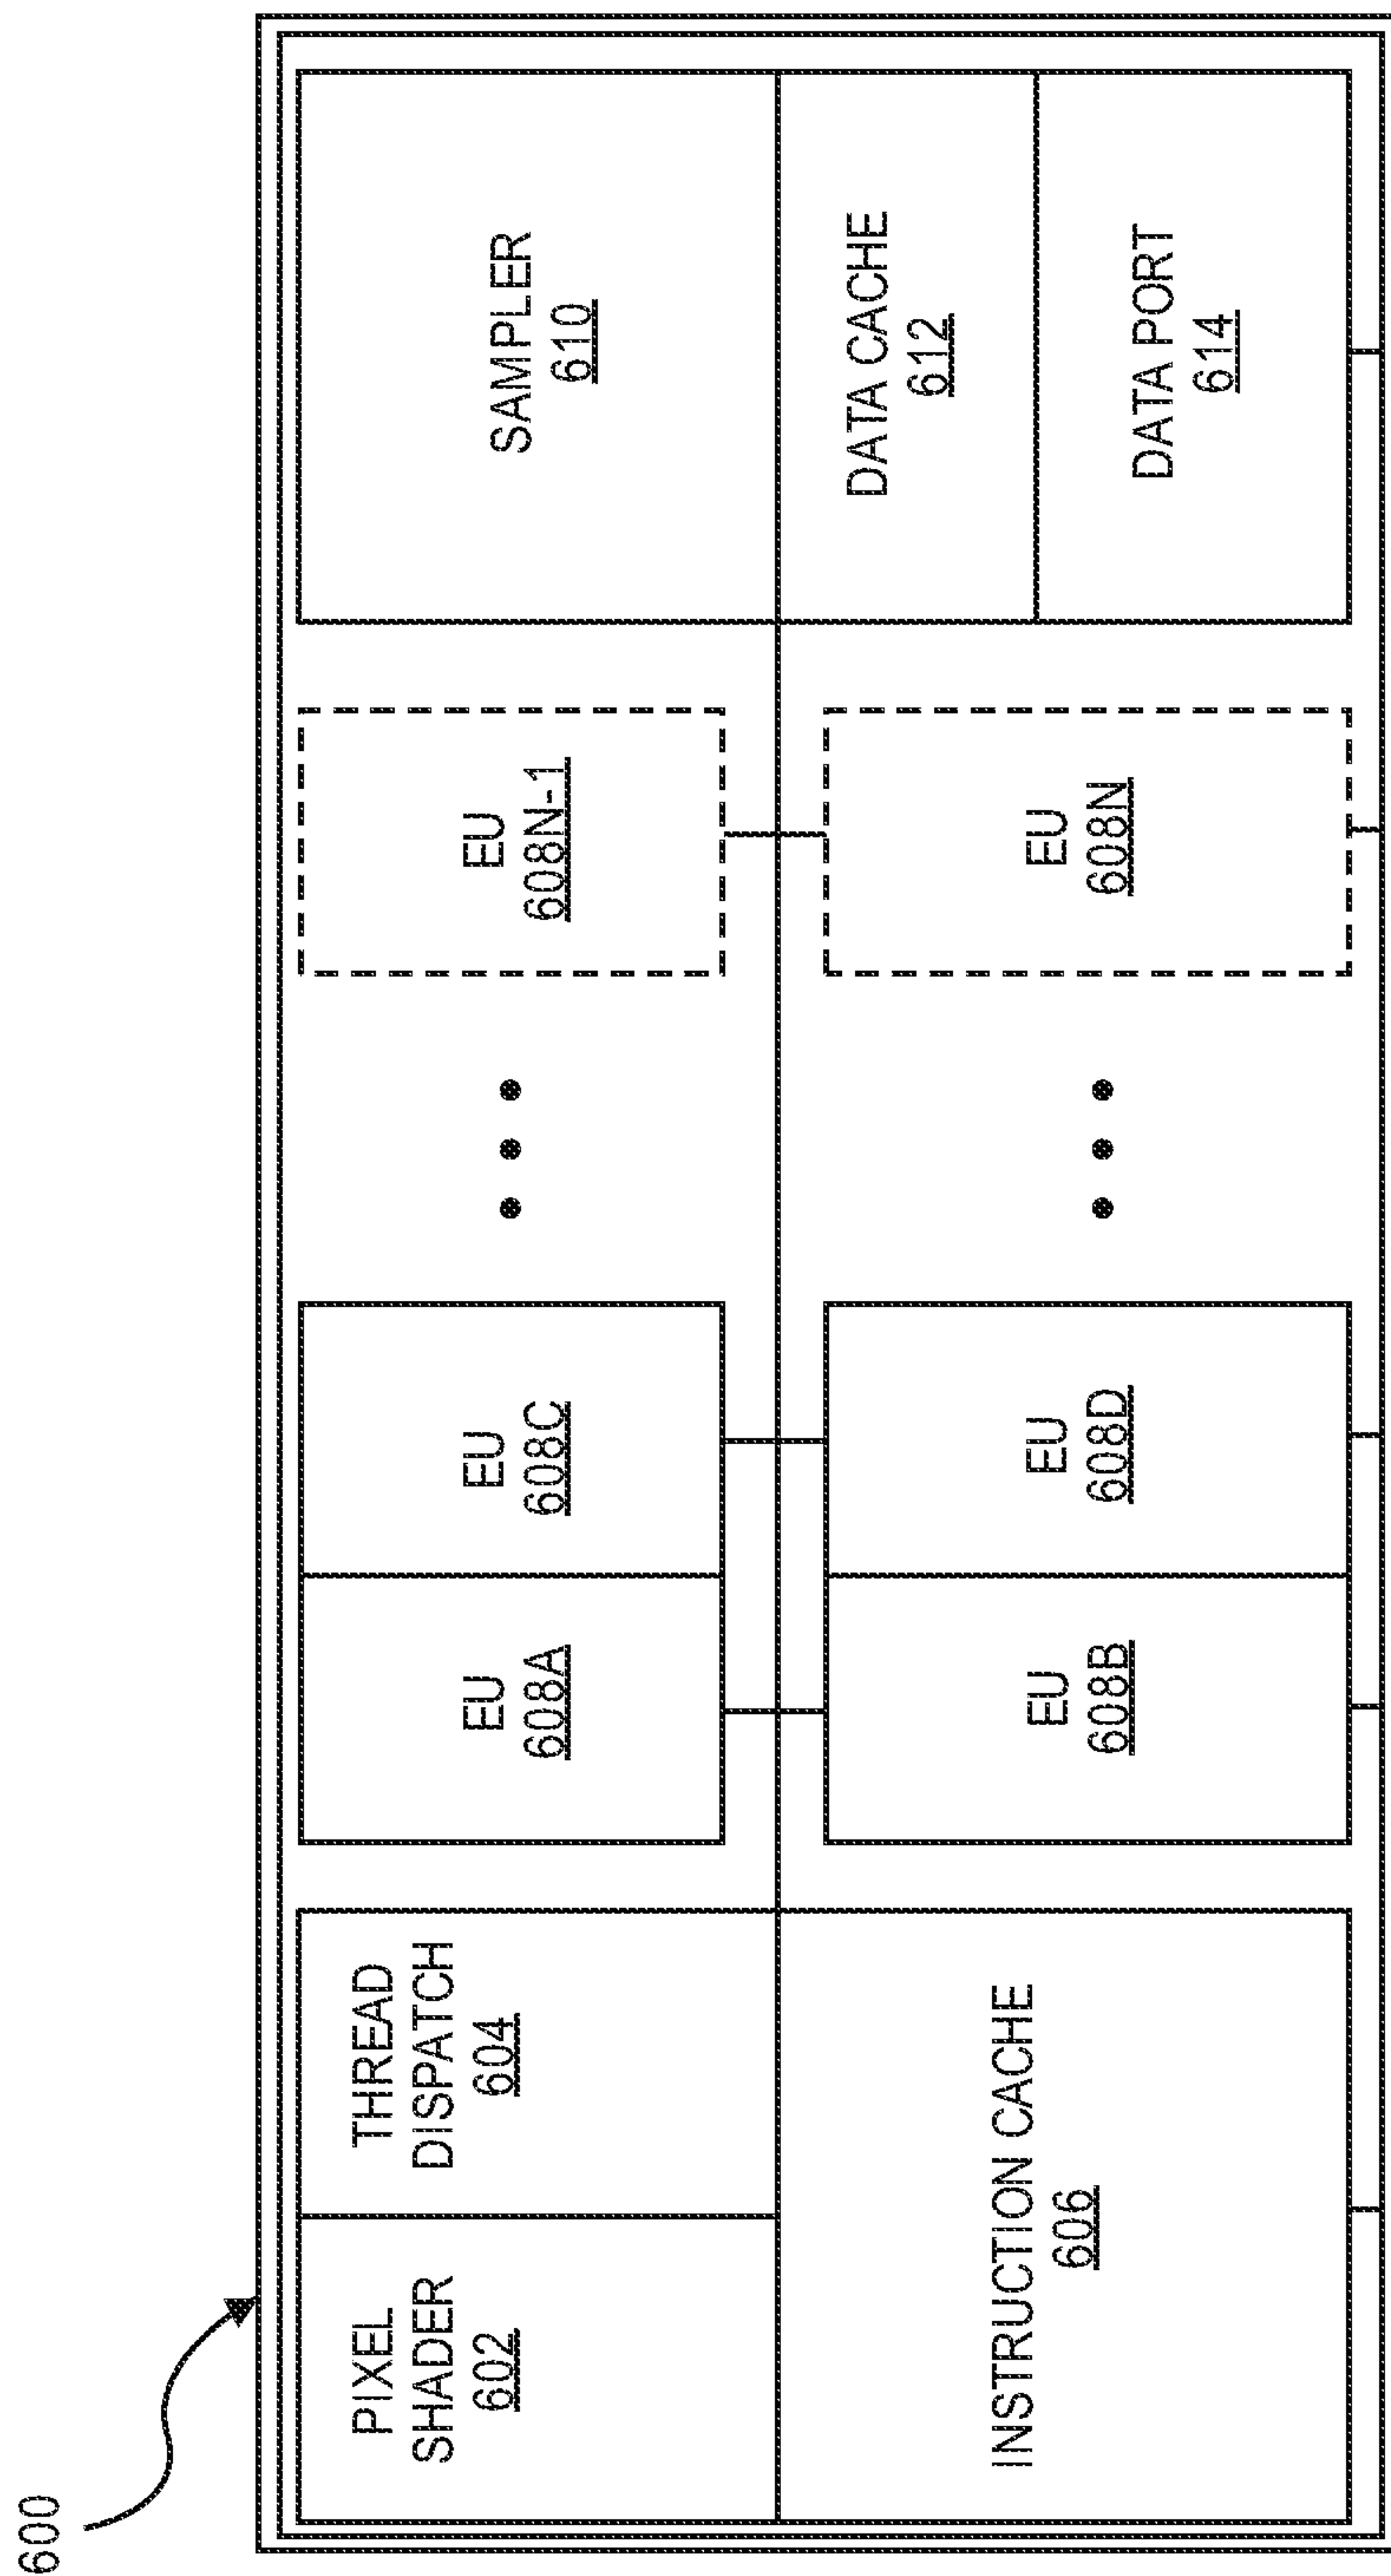 600
PIXEL
SHADER
602
THREAD
DISPATCH
604
INSTRUCTION CACHE
606
EU
608A
EU
608C
EU
608B
EU
608D
EU
608N-1
EU
608N
SAMPLER
610
DATA CACHE
612
DATA PORT
614